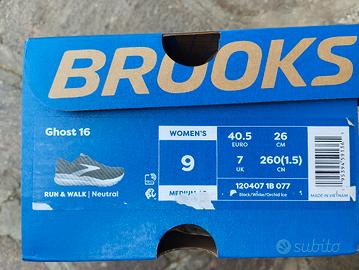 BROOKS
Ghost 16
RUN & WALK | Neutral
WOMEN'S
9
MEDIUM
40.5 26
EURO CM
7 260(1.5)
UK CN
120407 1B 077
Black/White/Orchid Ice
MADE IN VIETNAM
subito